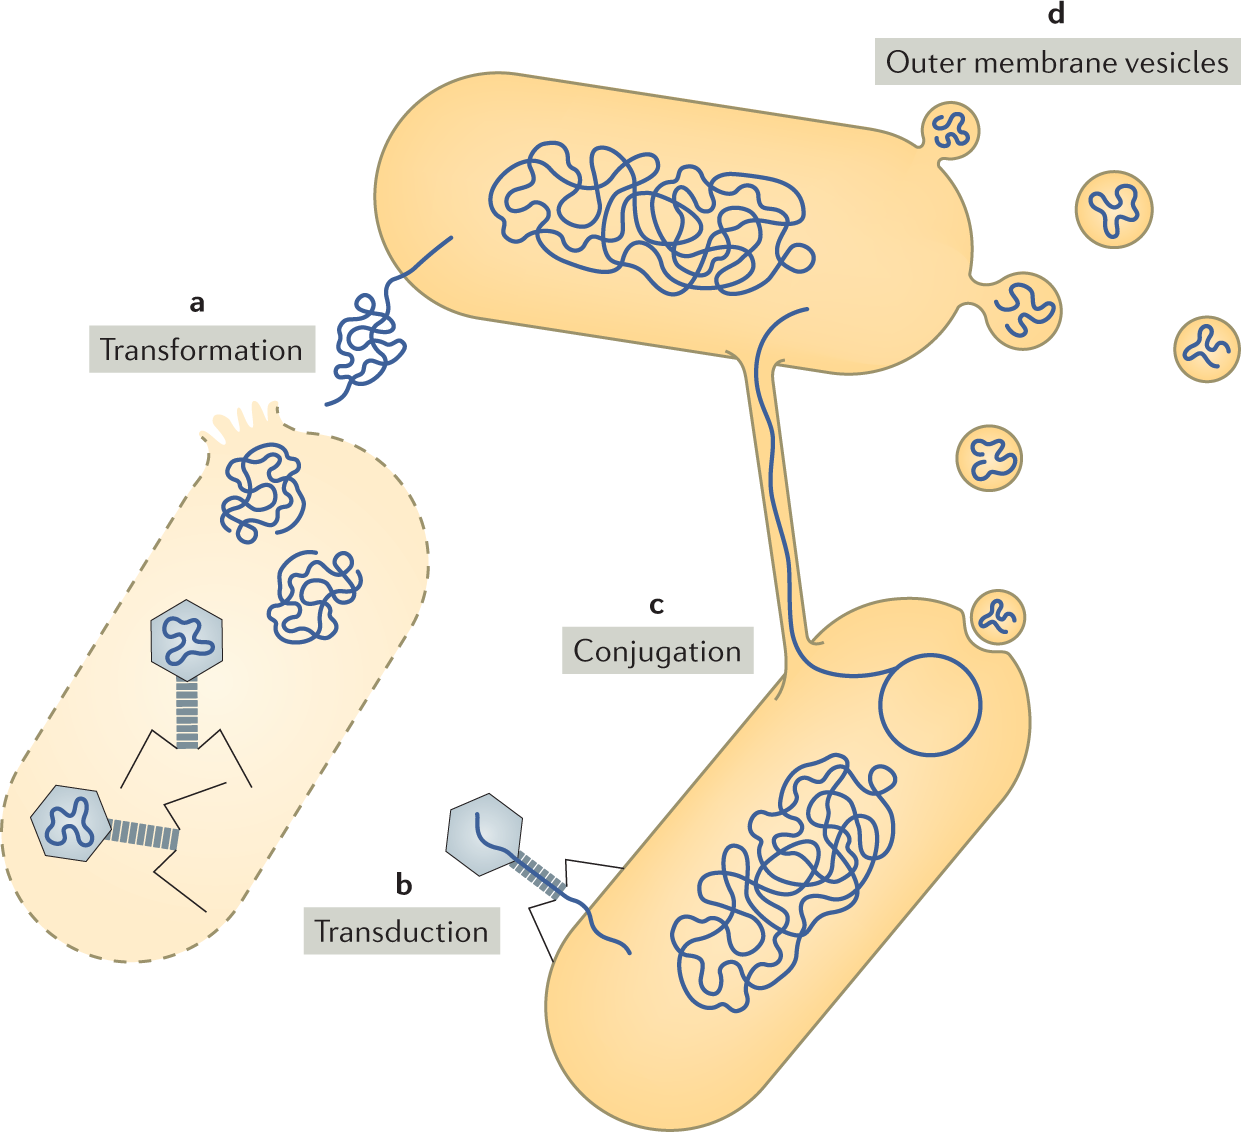 d
Outer membrane vesicles
a
Transformation
c
Conjugation
b
Transduction